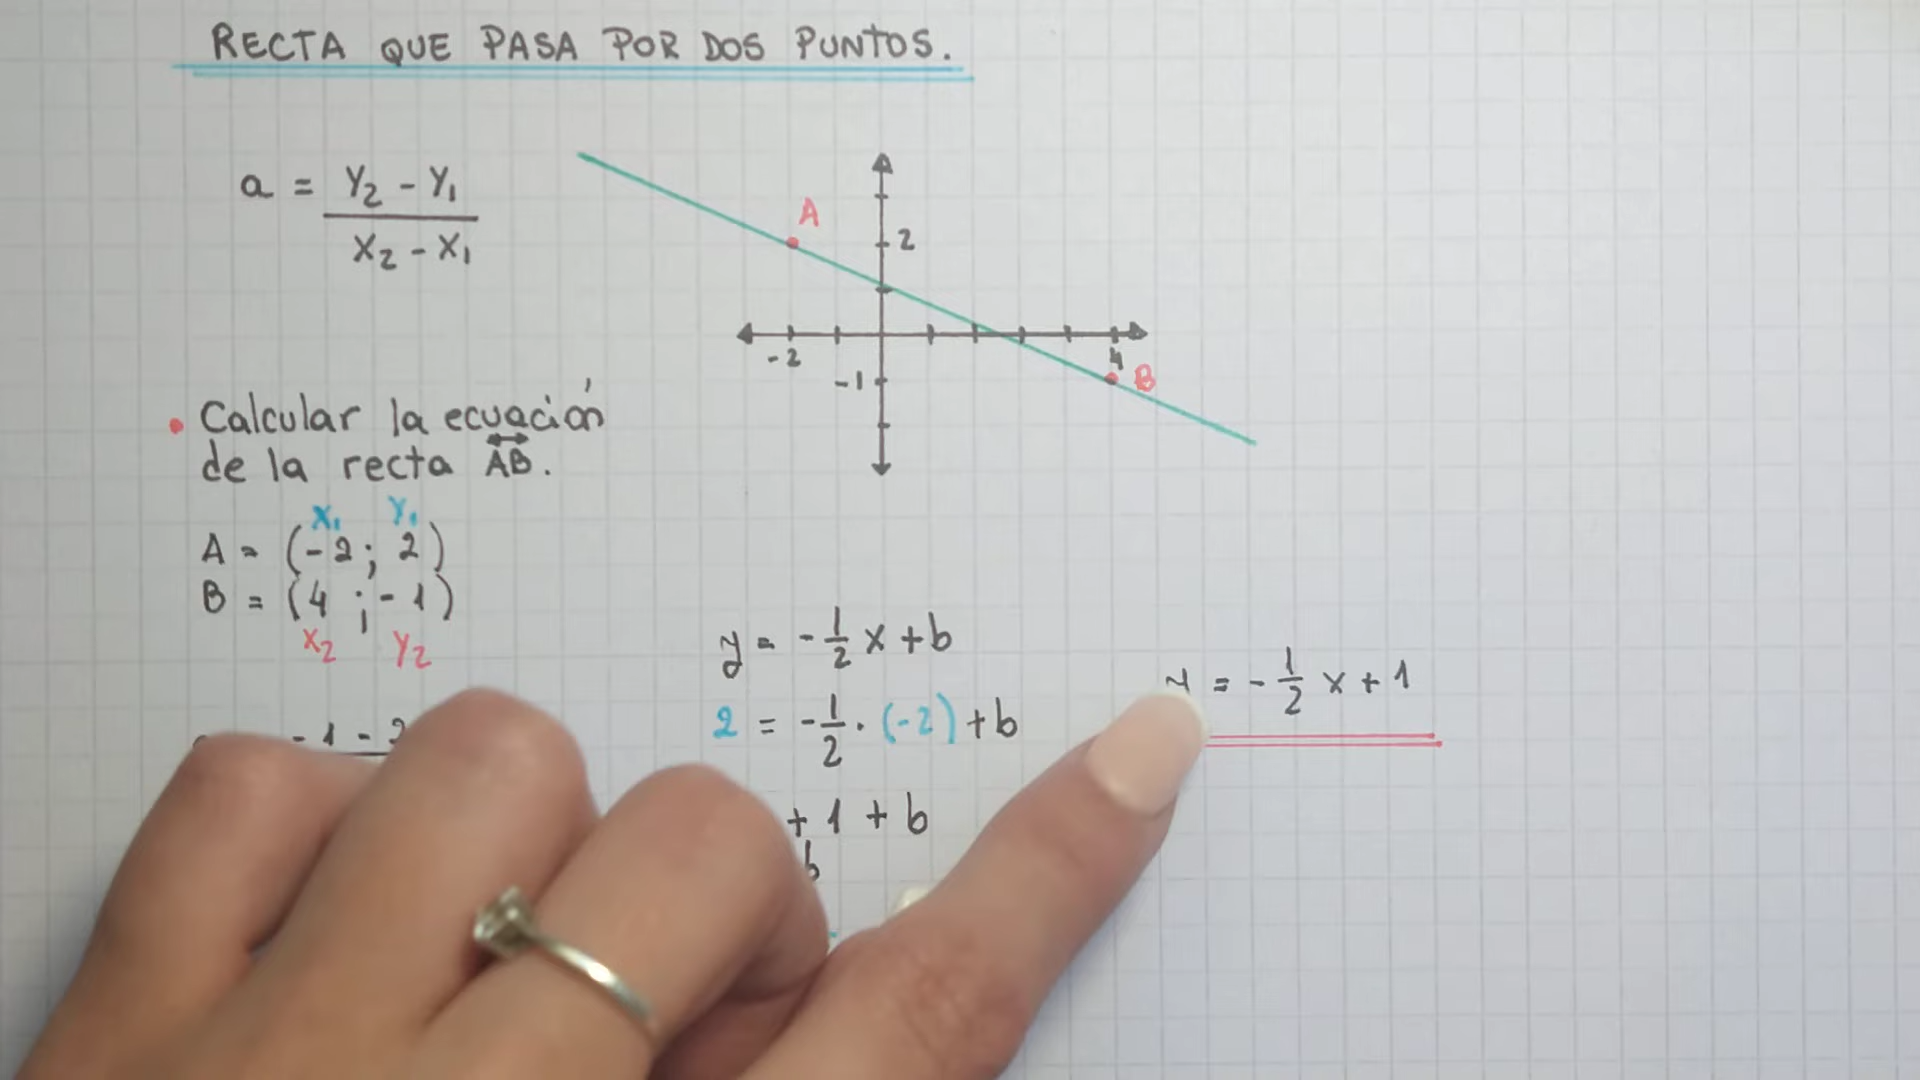 RECTA QUE PASA POR DOS PUNTOS.
a = Y₂ - Y₁
X₂ - X₁
A
2
-2
4
-1
B
• Calcular la ecuación
de la recta AB.
X₁ Y₁
A = (-2; 2)
B = (4 ; -1)
X₂ Y₂
- 1 - 2
y = -1/2 x + b
2 = -1/2 · (-2) + b
+ 1 + b
b
y = -1/2 x + 1